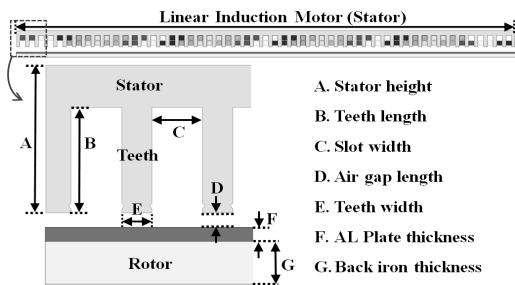 Linear Induction Motor (Stator)
Stator
A
B
C
Teeth
D
E
F
Rotor
G
A. Stator height
B. Teeth length
C. Slot width
D. Air gap length
E. Teeth width
F. AL Plate thickness
G. Back iron thickness